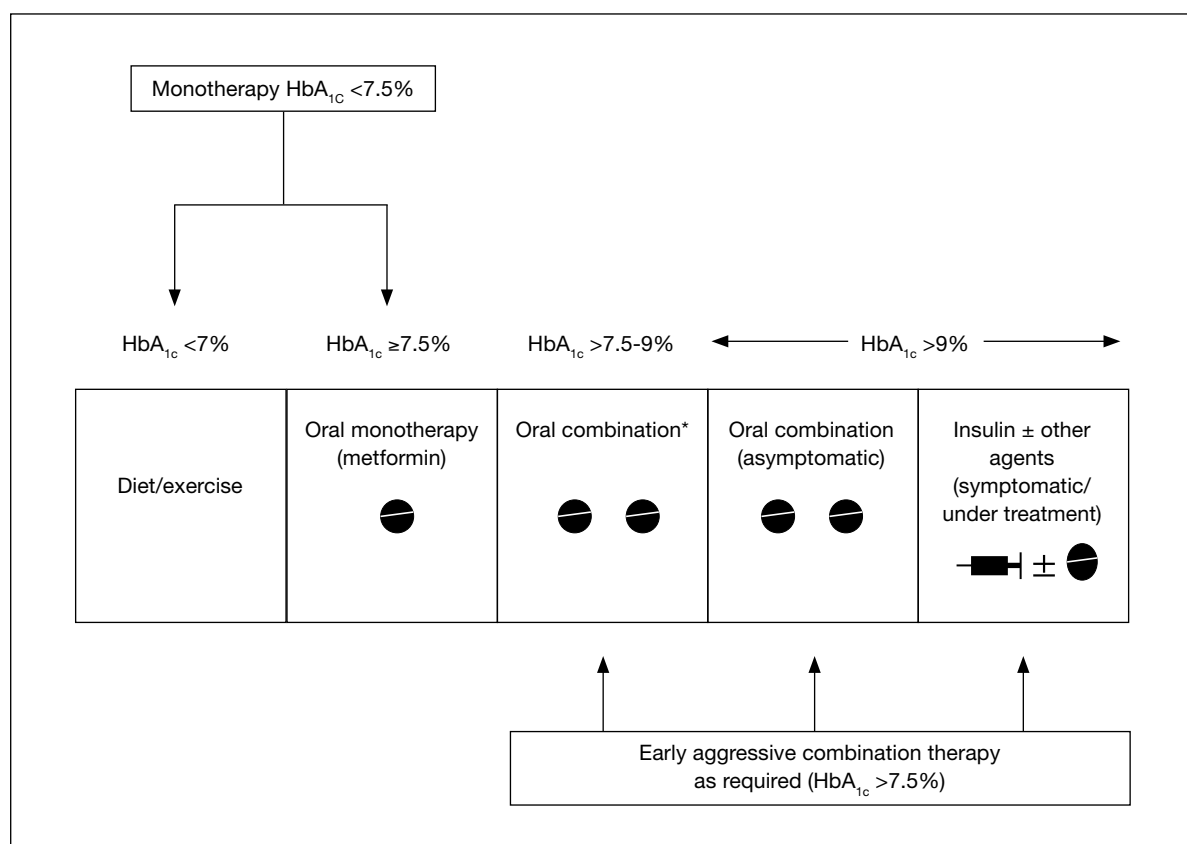 Monotherapy HbA1C <7.5%
HbA1c <7%
HbA1c ≥7.5%
HbA1c >7.5-9%
HbA1c >9%
Diet/exercise
Oral monotherapy
(metformin)
Oral combination*
Oral combination
(asymptomatic)
Insulin ± other
agents
(symptomatic/
under treatment)
±
Early aggressive combination therapy
as required (HbA1c >7.5%)